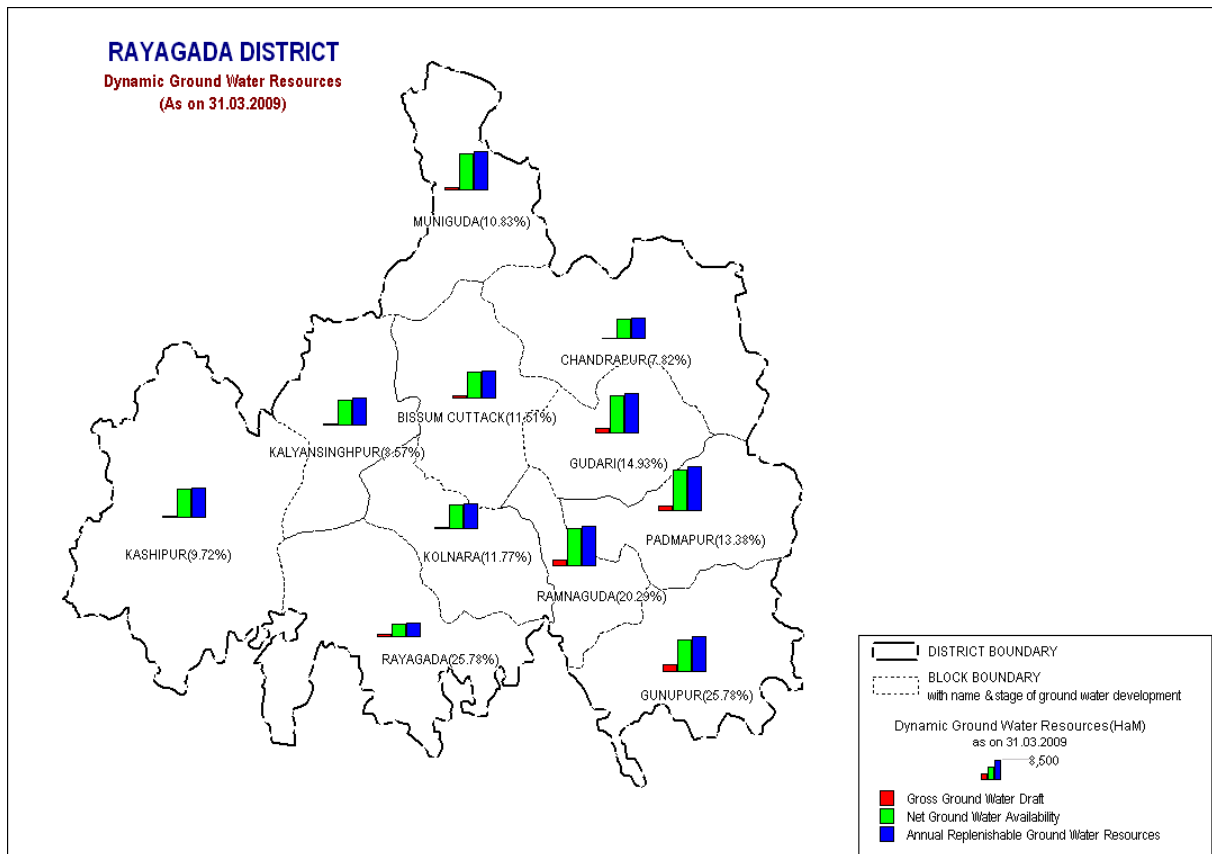 RAYAGADA DISTRICT
Dynamic Ground Water Resources
(As on 31.03.2009)
MUNIGUDA(10.83%)
CHANDRAPUR(7.82%)
BISSUM CUTTACK(11.51%)
KALYANSINGHPUR(8.57%)
GUDARI(14.93%)
PADMAPUR(13.38%)
KASHIPUR(9.72%)
KOLNARA(11.77%)
RAMNAGUDA(20.29%)
RAYAGADA(25.78%)
GUNUPUR(25.78%)
DISTRICT BOUNDARY
BLOCK BOUNDARY
with name & stage of ground water development
Dynamic Ground Water Resources(HaM)
as on 31.03.2009
8,500
Gross Ground Water Draft
Net Ground Water Availability
Annual Replenishable Ground Water Resources